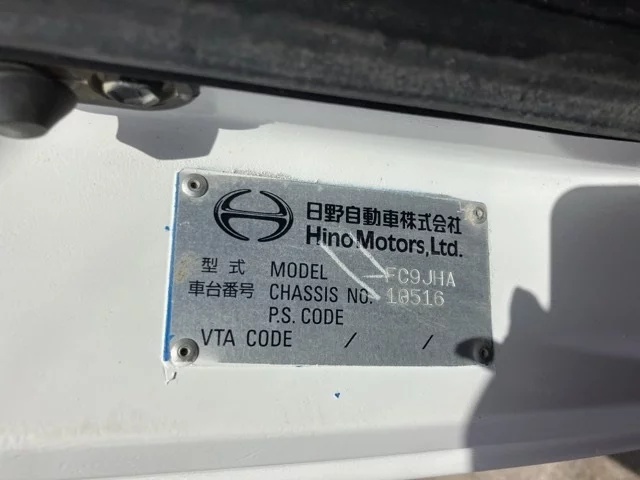 日野自動車株式会社
Hino Motors, Ltd.
型式 MODEL -FC9JHA
車台番号 CHASSIS NO. 10516
P.S. CODE
VTA CODE / /